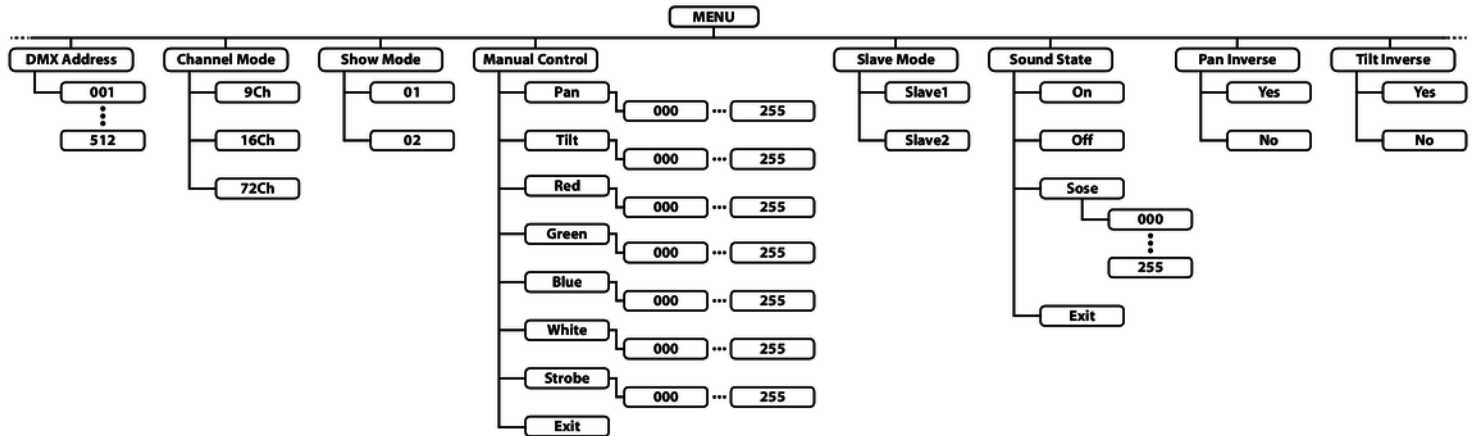 MENU
DMX Address Channel Mode Show Mode Manual Control Slave Mode Sound State Pan Inverse Tilt Inverse
001 9Ch 01 Pan Slave1 On Yes Yes
000 ... 255
512 16Ch 02 Tilt Slave2 Off No No
000 ... 255
72Ch Red Sose
000 ... 255
000
Green
000 ... 255
255
Blue
000 ... 255
Exit
White
000 ... 255
Strobe
000 ... 255
Exit